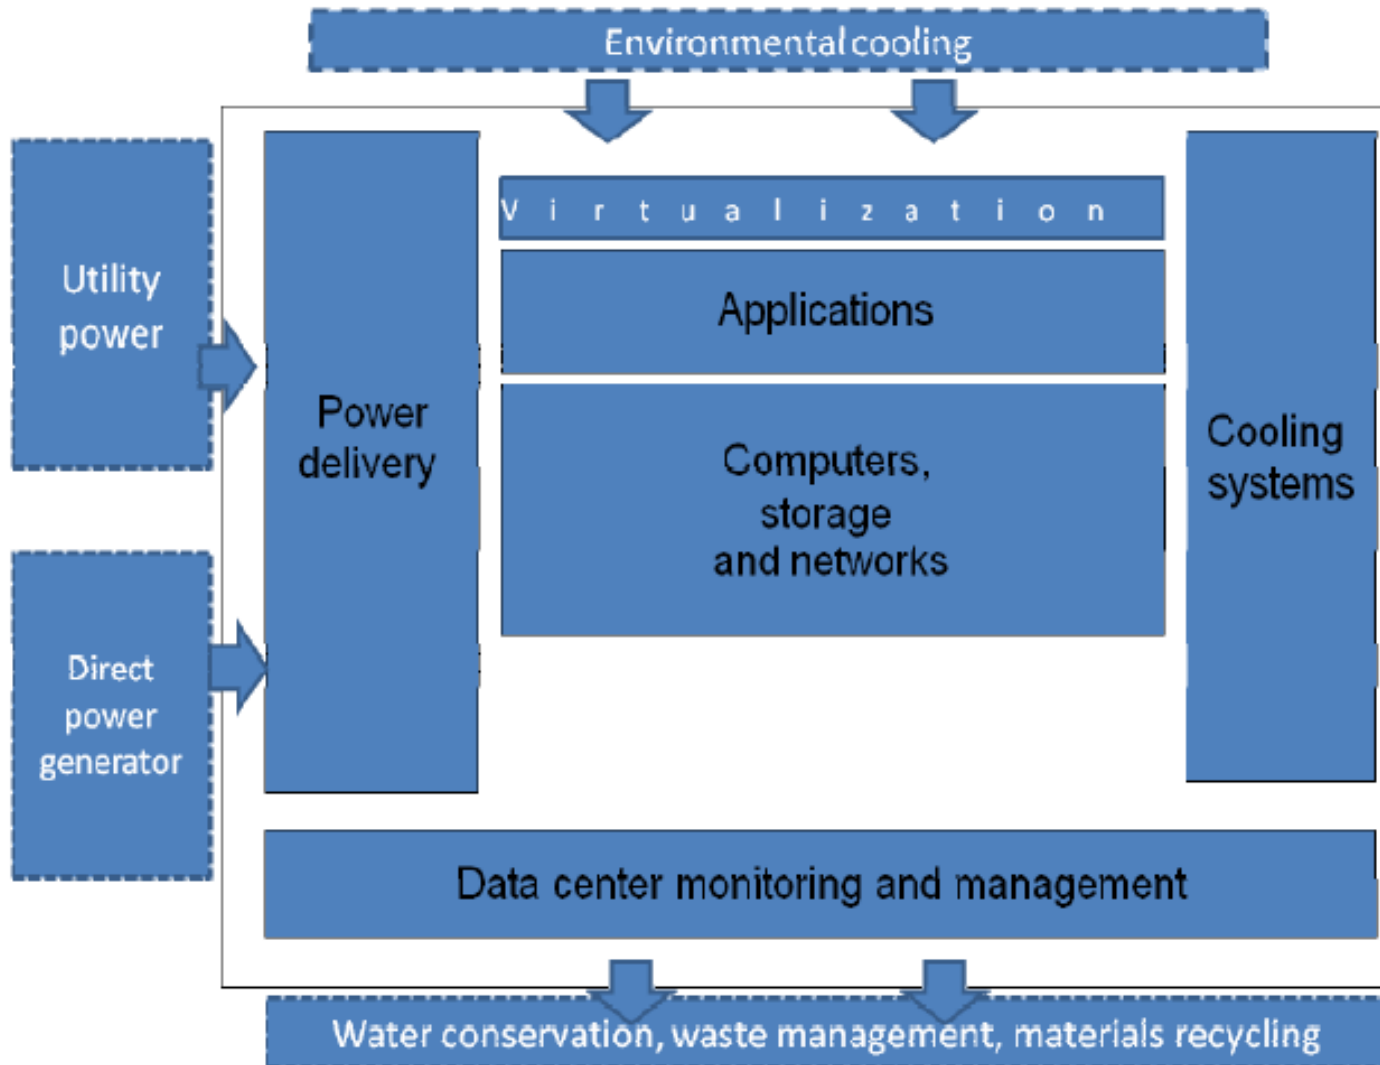 Environmental cooling
Utility
power
Virtualization
Applications
Power
delivery
Computers,
storage
and networks
Cooling
systems
Direct
power
generator
Data center monitoring and management
Water conservation, waste management, materials recycling